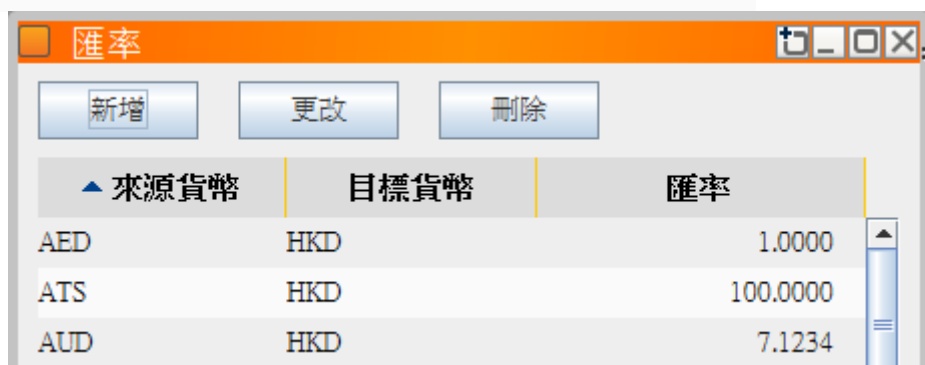 匯率
新增 更改 刪除
來源貨幣 目標貨幣 匯率
AED HKD 1.0000
ATS HKD 100.0000
AUD HKD 7.1234